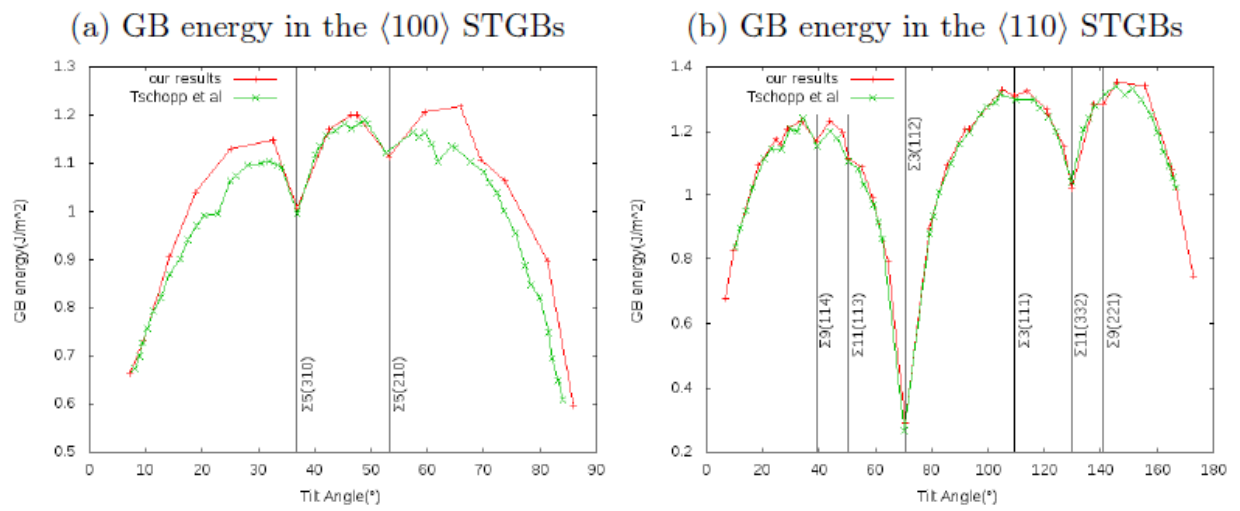 (a) GB energy in the ⟨100⟩ STGBs
our results
Tschopp et al
GB energy(J/m^2)
1.3
1.2
1.1
1
0.9
0.8
0.7
0.6
0.5
Σ5(310)
Σ5(210)
0 10 20 30 40 50 60 70 80 90
Tilt Angle(°)
(b) GB energy in the ⟨110⟩ STGBs
our results
Tschopp et al
GB energy(J/m^2)
1.4
1.2
1
0.8
0.6
0.4
0.2
Σ9(114)
Σ11(113)
Σ3(112)
Σ3(111)
Σ11(332)
Σ9(221)
0 20 40 60 80 100 120 140 160 180
Tilt Angle(°)